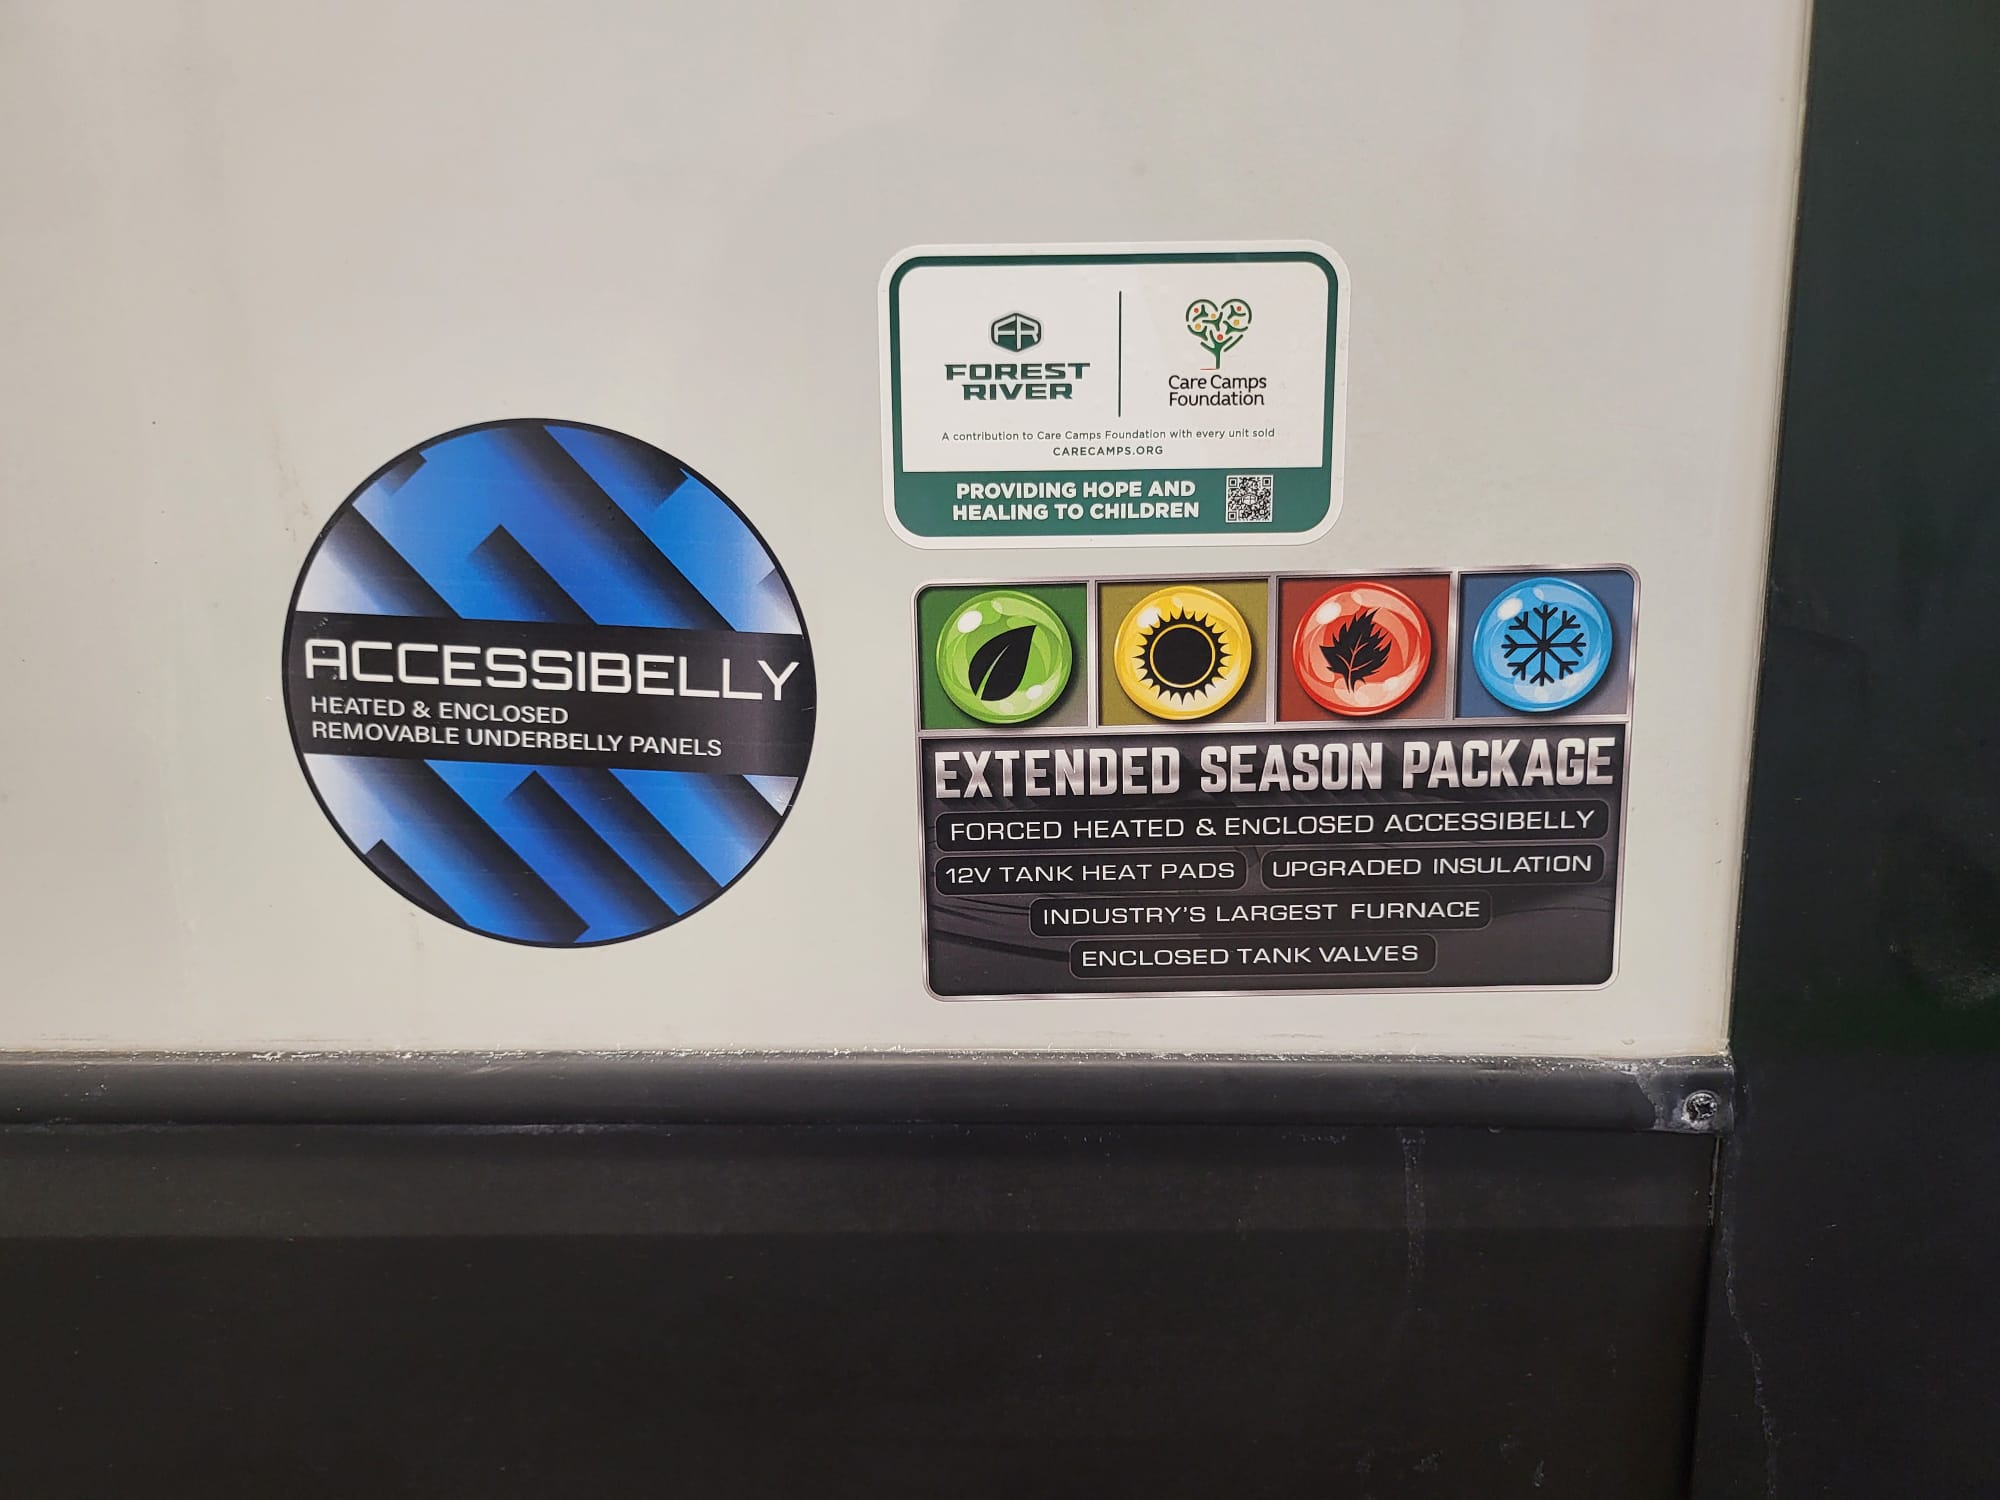 FR
FOREST
RIVER
Care Camps
Foundation
A contribution to Care Camps Foundation with every unit sold
CARECAMPS.ORG
PROVIDING HOPE AND
HEALING TO CHILDREN
ACCESSIBELLY
HEATED & ENCLOSED
REMOVABLE UNDERBELLY PANELS
EXTENDED SEASON PACKAGE
FORCED HEATED & ENCLOSED ACCESSIBELLY
12V TANK HEAT PADS UPGRADED INSULATION
INDUSTRY'S LARGEST FURNACE
ENCLOSED TANK VALVES